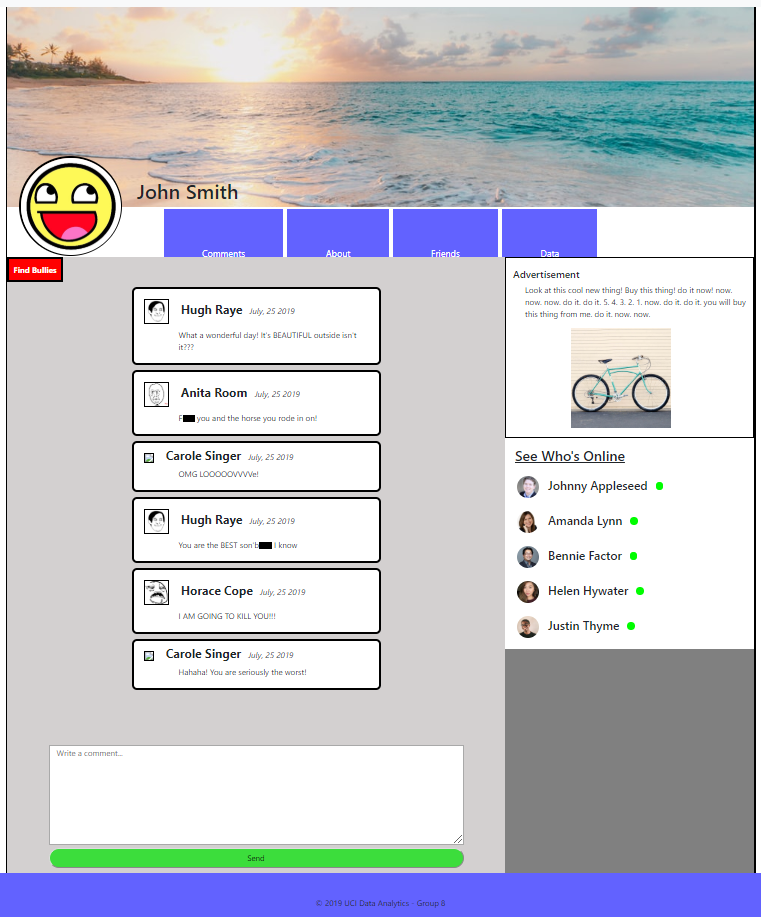 John Smith
Comments
About
Friends
Data
Find Bullies
Hugh Raye July, 25 2019
What a wonderful day! It's BEAUTIFUL outside isn't
it???
Anita Room July, 25 2019
F you and the horse you rode in on!
Carole Singer July, 25 2019
OMG LOOOOOVVVVe!
Hugh Raye July, 25 2019
You are the BEST son'b I know
Horace Cope July, 25 2019
I AM GOING TO KILL YOU!!!
Carole Singer July, 25 2019
Hahaha! You are seriously the worst!
Write a comment...
Send
Advertisement
Look at this cool new thing! Buy this thing! do it now! now.
now. now. do it. do it. 5. 4. 3. 2. 1. now. do it. do it. you will buy
this thing from me. do it. now. now.
See Who's Online
Johnny Appleseed
Amanda Lynn
Bennie Factor
Helen Hywater
Justin Thyme
© 2019 UCI Data Analytics - Group 8